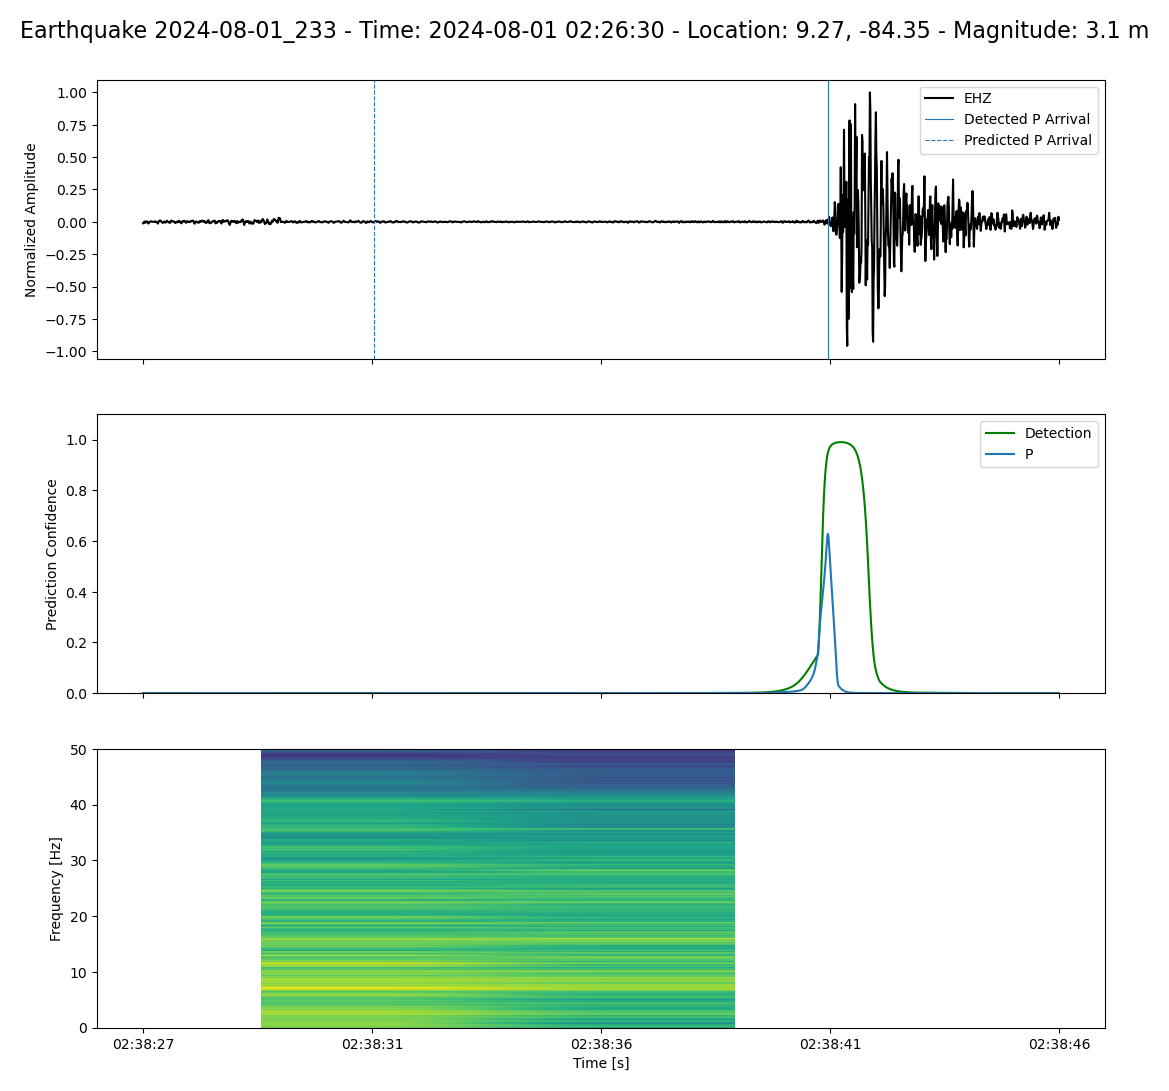 Earthquake 2024-08-01_233 - Time: 2024-08-01 02:26:30 - Location: 9.27, -84.35 - Magnitude: 3.1 m
1.00
0.75
0.50
0.25
0.00
−0.25
−0.50
−0.75
−1.00
Normalized Amplitude
EHZ
Detected P Arrival
Predicted P Arrival
1.0
0.8
0.6
0.4
0.2
0.0
Prediction Confidence
Detection
P
50
40
30
20
10
0
Frequency [Hz]
02:38:27 02:38:31 02:38:36 02:38:41 02:38:46
Time [s]